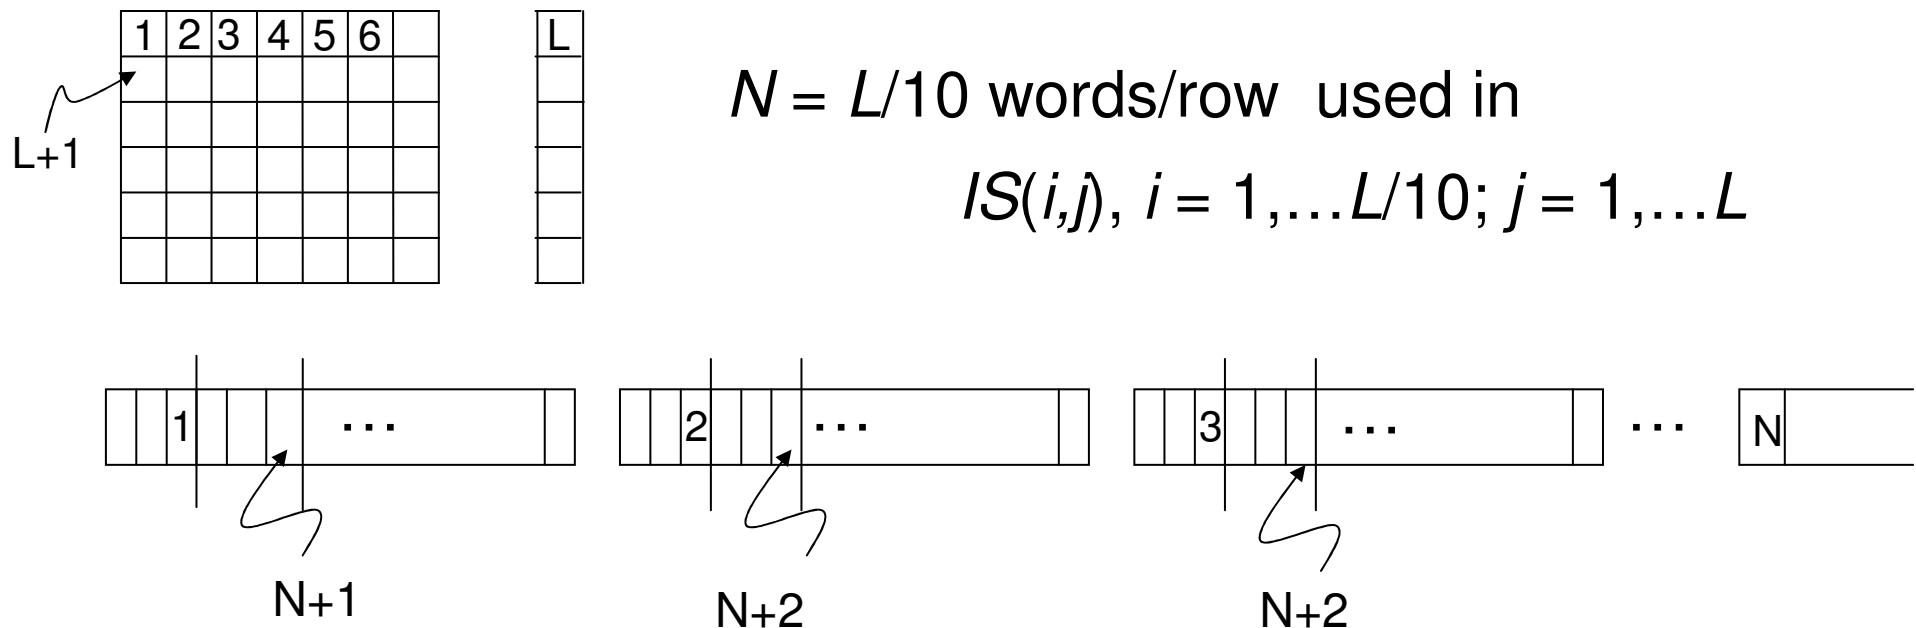 1 2 3 4 5 6 L
L+1
N = L/10 words/row used in
IS(i,j), i = 1,…L/10; j = 1,…L
1 … 2 … 3 … … N
N+1 N+2 N+2